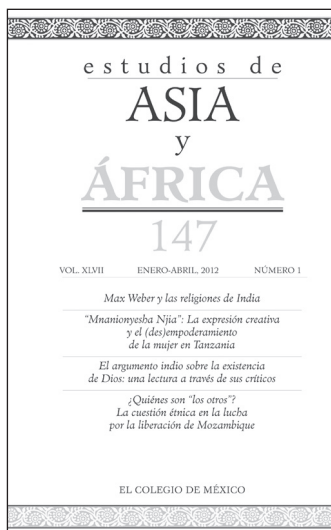 estudios de
ASIA
y
ÁFRICA
147
VOL. XLVII ENERO-ABRIL, 2012 NÚMERO 1
Max Weber y las religiones de India
“Mnanionyesha Njia”: La expresión creativa
y el (des)empoderamiento
de la mujer en Tanzania
El argumento indio sobre la existencia
de Dios: una lectura a través de sus críticos
¿Quiénes son “los otros”?
La cuestión étnica en la lucha
por la liberación de Mozambique
EL COLEGIO DE MÉXICO